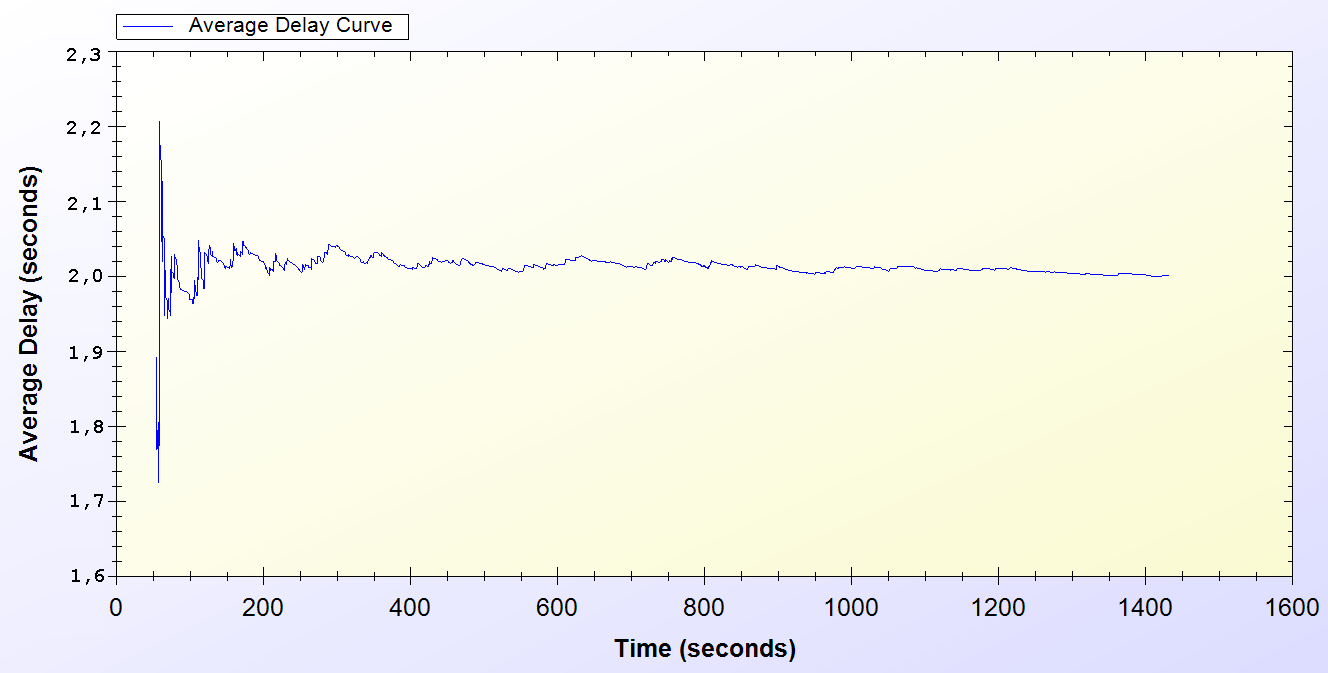 Average Delay Curve
2,3
2,2
2,1
2,0
1,9
1,8
1,7
1,6
Average Delay (seconds)
0 200 400 600 800 1000 1200 1400 1600
Time (seconds)